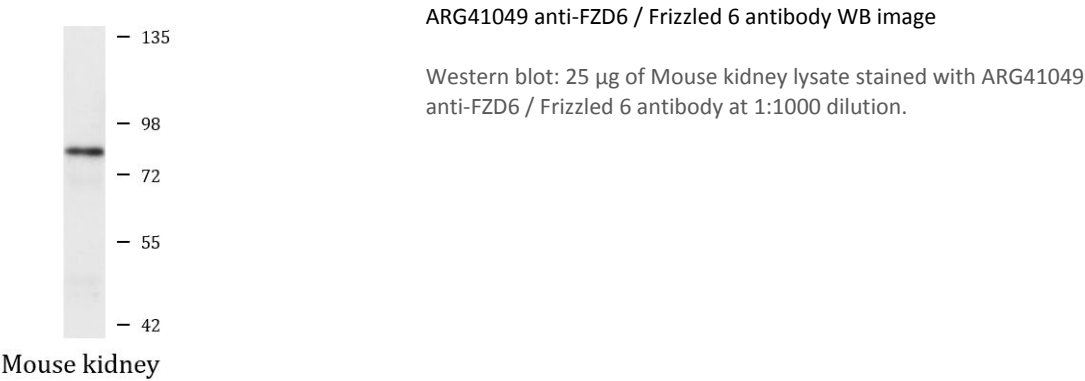 ARG41049 anti-FZD6 / Frizzled 6 antibody WB image
Western blot: 25 μg of Mouse kidney lysate stained with ARG41049
anti-FZD6 / Frizzled 6 antibody at 1:1000 dilution.
135
98
72
55
42
Mouse kidney